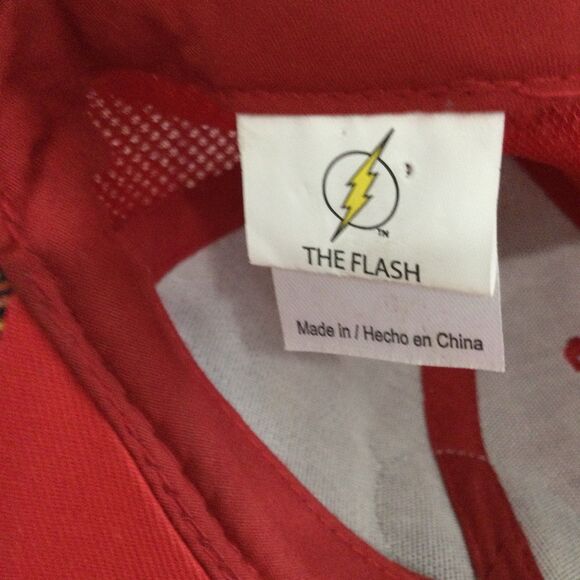 TM
THE FLASH
Made in / Hecho en China